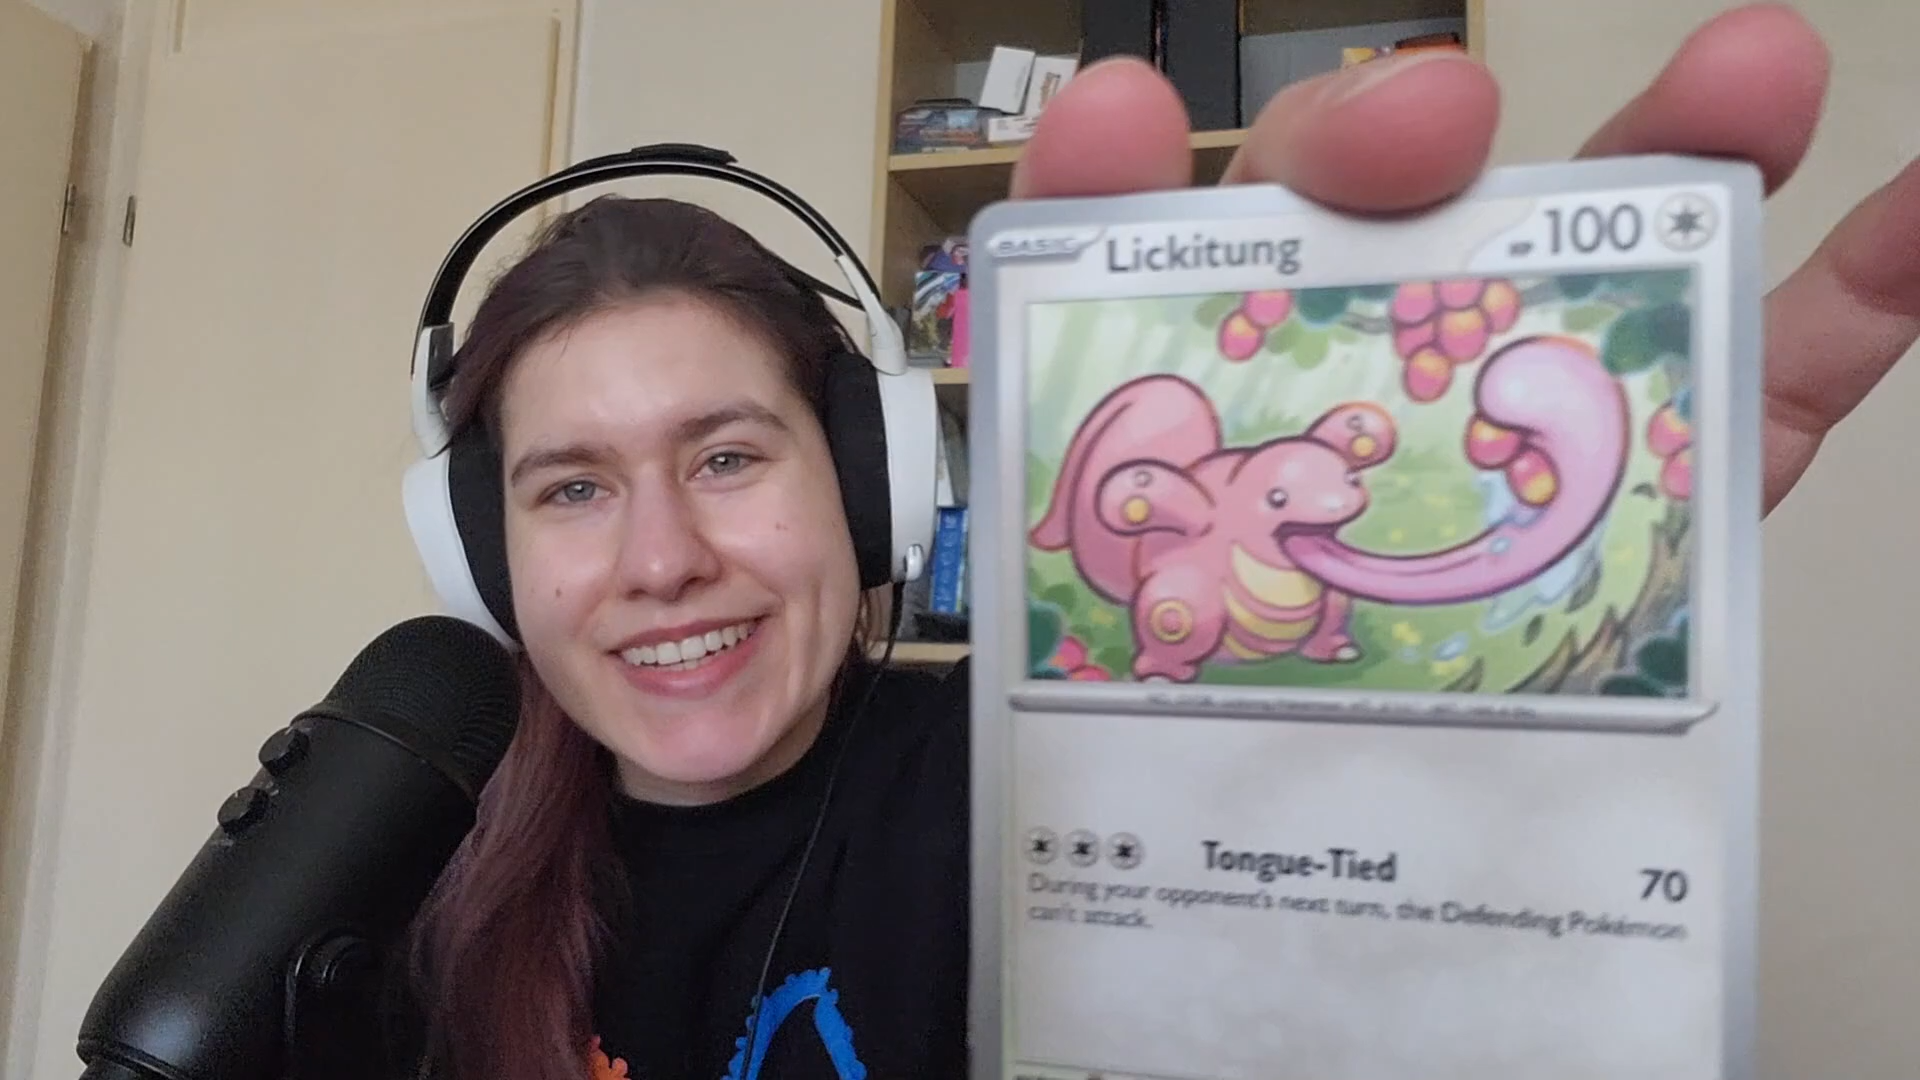 BASIC Lickitung HP 100
Tongue-Tied 70
During your opponent's next turn, the Defending Pokémon
can't attack.